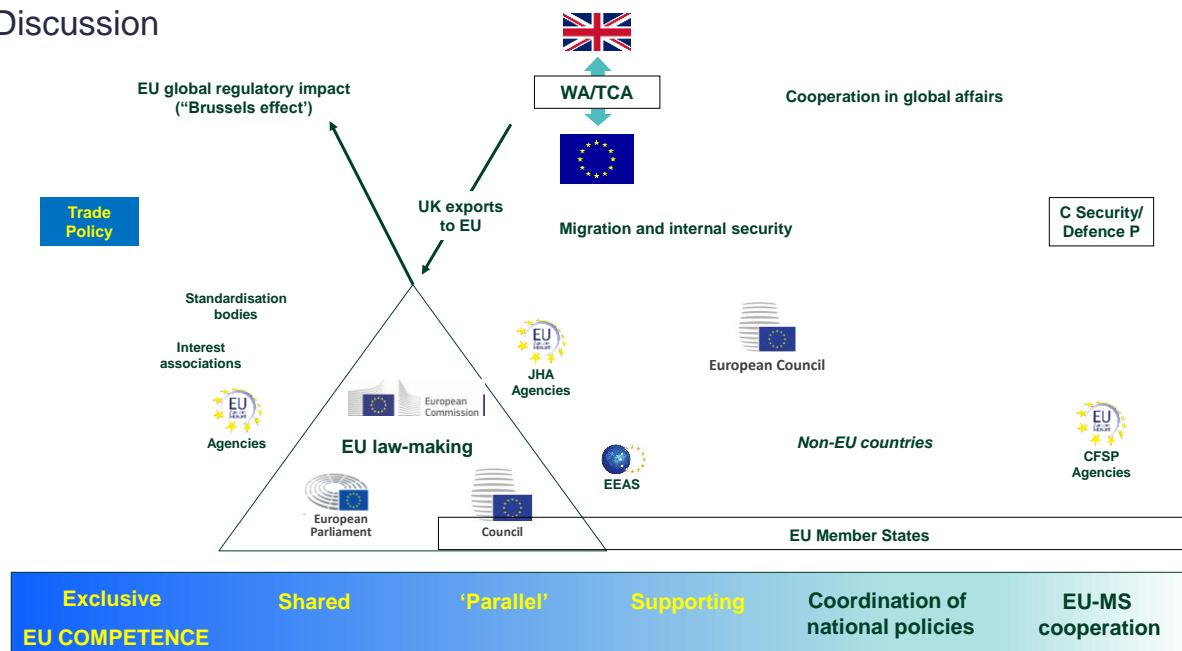 Discussion
EU global regulatory impact
(“Brussels effect’)
WA/TCA
Cooperation in global affairs
Trade
Policy
UK exports
to EU
Migration and internal security
C Security/
Defence P
Standardisation
bodies
Interest
associations
EU
Agencies
EU
JHA
Agencies
European Council
European
Commission
EU law-making
European
Parliament
Council
EEAS
Non-EU countries
EU
CFSP
Agencies
EU Member States
Exclusive
EU COMPETENCE
Shared
‘Parallel’
Supporting
Coordination of
national policies
EU-MS
cooperation